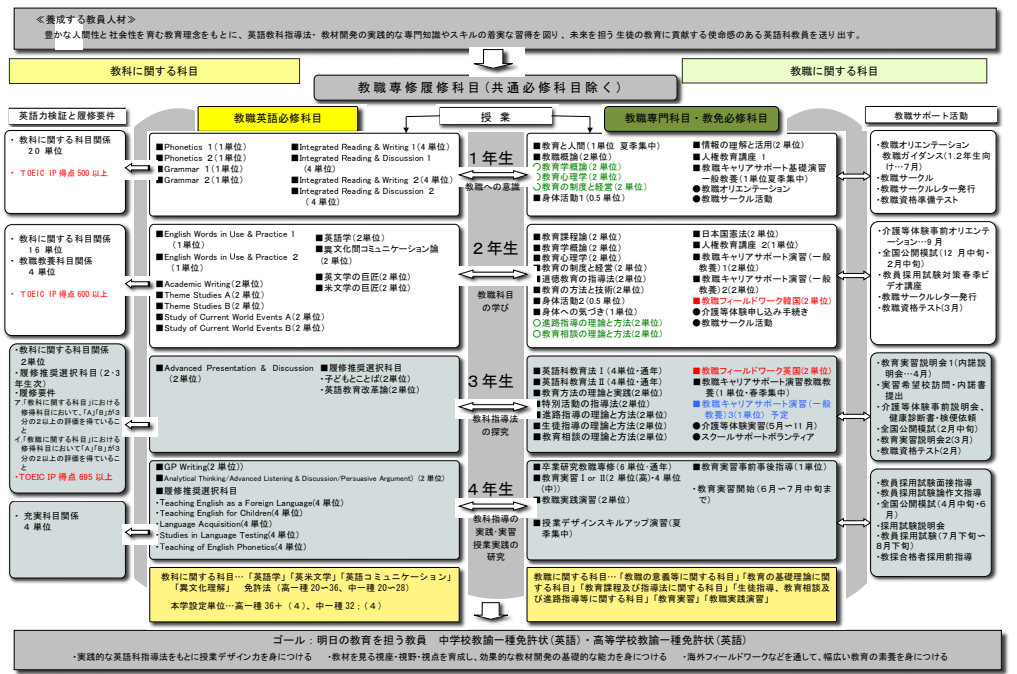 ≪養成する教員人材≫
豊かな人間性と社会性を育む教育理念をもとに、英語教科指導法・教材開発の実践的な専門知識やスキルの着実な習得を図り、未来を担う生徒の教育に貢献する使命感のある英語科教員を送り出す。
教科に関する科目
教職に関する科目
教職専修履修科目(共通必修科目除く)
英語力検証と履修要件
教職英語必修科目
授 業
教職専門科目・教免必修科目
教職サポート活動
・教科に関する科目関係
20 単位
・TOEIC IP 得点 500 以上
■Phonetics 1(1単位)
■Phonetics 2(1単位)
■Grammar 1(1単位)
■Grammar 2(1単位)
■Integrated Reading & Writing 1(4 単位)
■Integrated Reading & Discussion 1
(4 単位)
■Integrated Reading & Writing 2(4 単位)
■Integrated Reading & Discussion 2
(4 単位)
1年生
教職への意識
■教育と人間(1単位 夏季集中)
■教職概論(2単位)
○教育学概論(2 単位)
○教育心理学(2 単位)
○教育の制度と経営(2 単位)
■身体活動1(0.5 単位)
■情報の理解と活用(2 単位)
■人権教育講座 1
■教職キャリアサポート基礎演習
一般教養(1単位夏季集中)
●教職オリエンテーション
●教職サークル活動
・教職オリエンテーション
教職ガイダンス(1.2年生向
け…7月)
・教職サークル
・教職サークルレター発行
・教職資格準備テスト
・教科に関する科目関係
16 単位
・教職教養科目関係
4 単位
・TOEIC IP 得点 600 以上
■English Words in Use & Practice 1
(1単位)
■English Words in Use & Practice 2
(1単位)
■Academic Writing(2単位)
■Theme Studies A(2 単位)
■Theme Studies B(2 単位)
■Study of Current World Events A(2 単位)
■Study of Current World Events B(2 単位)
■英語学(2単位)
■異文化間コミュニケーション論
(2 単位)
■英文学の巨匠(2 単位)
■米文学の巨匠(2 単位)
2年生
教職科目
の学び
■教育課程論(2 単位)
■教育学概論(2 単位)
■教育心理学(2 単位)
■教育の制度と経営(2 単位)
■道徳教育の指導法(2単位)
■教育の方法と技術(2単位)
■身体活動2(0.5 単位)
■身体への気づき(1単位)
○進路指導の理論と方法(2単位)
○教育相談の理論と方法(2単位)
■日本国憲法(2 単位)
■人権教育講座 2(1単位)
■教職キャリアサポート演習(一般
教養)1(2単位)
■教職キャリアサポート演習(一般
教養)2(2単位)
■教職フィールドワーク韓国(2単位)
●介護等体験申し込み手続き
●教職サークル活動
・介護等体験事前オリエンテ
ーション…9 月
・全国公開模試(12 月中旬・
2月中旬)
・教員採用試験対策春季ビ
デオ講座
・教職サークルレター発行
・教職資格テスト(3月)
・教科に関する科目関係
2単位
・履修推奨選択科目(2・3
年生次)
・履修要件
ア.「教科に関する科目」における
修得科目において、「A」「B」が3
分の2以上の評価を得ていること
イ.「教職に関する科目」における
修得科目において「A」「B」が3
分の2以上の評価を得ているこ
と
・TOEIC IP 得点 695 以上
■Advanced Presentation & Discussion
(2単位)
■履修推奨選択科目
・子どもとことば(2単位)
・英語教育改革論(2単位)
3年生
教科指導法
の探究
■英語科教育法Ⅰ(4単位・通年)
■英語科教育法Ⅱ(4 単位・通年)
■教育方法の理論と実践(2単位)
■特別活動の指導法(2単位)
■進路指導の理論と方法(2単位)
■生徒指導の理論と方法(2 単位)
■教育相談の理論と方法(2単位)
■教職フィールドワーク英国(2単位)
■教職キャリアサポート演習教職教
養(1 単位・春季集中)
■教職キャリアサポート演習(一般
教養)3(1単位) 予定
●介護等体験実習(5月～11 月)
●スクールサポートボランティア
・教育実習説明会1(内諾説
明会…4月)
・実習希望校訪問・内諾書
提出
・介護等体験事前説明会、
健康診断書・検便依頼
・全国公開模試(2月中旬)
・教育実習説明会2(3月)
・教職資格テスト(2月)
・充実科目関係
4 単位
■GP Writing(2 単位))
■Analytical Thinking/Advanced Listening & Discussion/Persuasive Argument)(2 単位)
■履修推奨選択科目
・Teaching English as a Foreign Language(4 単位)
・Teaching English for Children(4 単位)
・Language Acquisition(4 単位)
・Studies in Language Testing(4 単位)
・Teaching of English Phonetics(4 単位)
4年生
教科指導の
実践・実習
授業実践の
研究
■卒業研究教職専修(6 単位・通年)
■教育実習Ⅰ or Ⅱ(2 単位(高)・4 単位
(中))
■教職実践演習(2単位)
■授業デザインスキルアップ演習(夏
季集中)
■教育実習事前事後指導(1単位)
・教育実習開始(6月～7月中旬ま
で)
・教員採用試験面接指導
・教員採用試験論作文指導
・全国公開模試(4月中旬・6
月)
・採用試験説明会
・教員採用試験(7月下旬～
8月下旬)
・教採合格者採用前指導
教科に関する科目…「英語学」「英米文学」「英語コミュニケーション」
「異文化理解」 免許法(高一種 20～36、中一種 20～28)
本学設定単位…高一種 36＋(4)、中一種 32；(4)
教職に関する科目…「教職の意義等に関する科目」「教育の基礎理論に関
する科目」「教育課程及び指導法に関する科目」「生徒指導、教育相談及
び進路指導等に関する科目」「教育実習」「教職実践演習」
ゴール：明日の教育を担う教員 中学校教諭一種免許状(英語)・高等学校教諭一種免許状(英語)
・実践的な英語科指導法をもとに授業デザイン力を身につける ・教材を見る視座・視野・視点を育成し、効果的な教材開発の基礎的な能力を身につける ・海外フィールドワークなどを通して、幅広い教育の素養を身につける